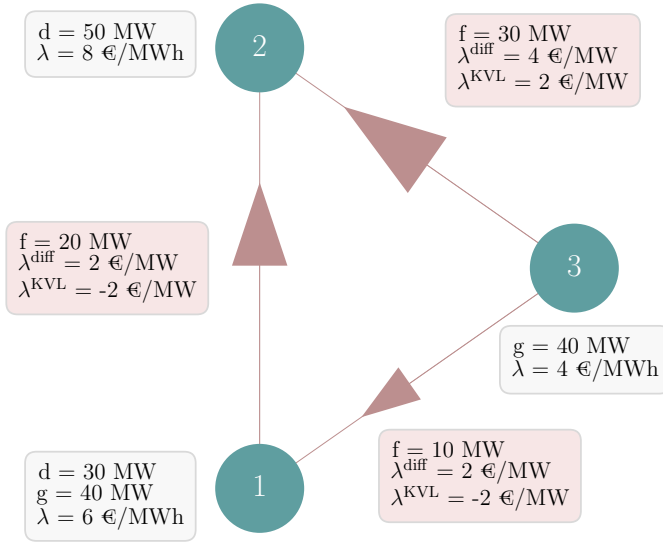 d = 50 MW
λ = 8 €/MWh
2
f = 30 MW
λ^diff = 4 €/MW
λ^KVL = 2 €/MW
f = 20 MW
λ^diff = 2 €/MW
λ^KVL = -2 €/MW
3
g = 40 MW
λ = 4 €/MWh
d = 30 MW
g = 40 MW
λ = 6 €/MWh
1
f = 10 MW
λ^diff = 2 €/MW
λ^KVL = -2 €/MW